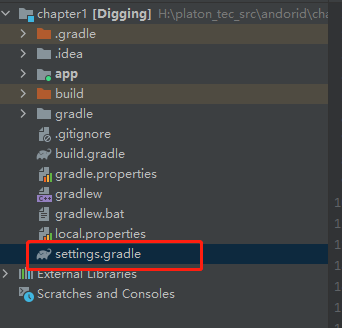 chapter1 [Digging] H:\platon_tec_src\andorid\cha
.gradle
.idea
app
build
gradle
.gitignore
build.gradle
gradle.properties
gradlew
gradlew.bat
local.properties
settings.gradle
External Libraries
Scratches and Consoles